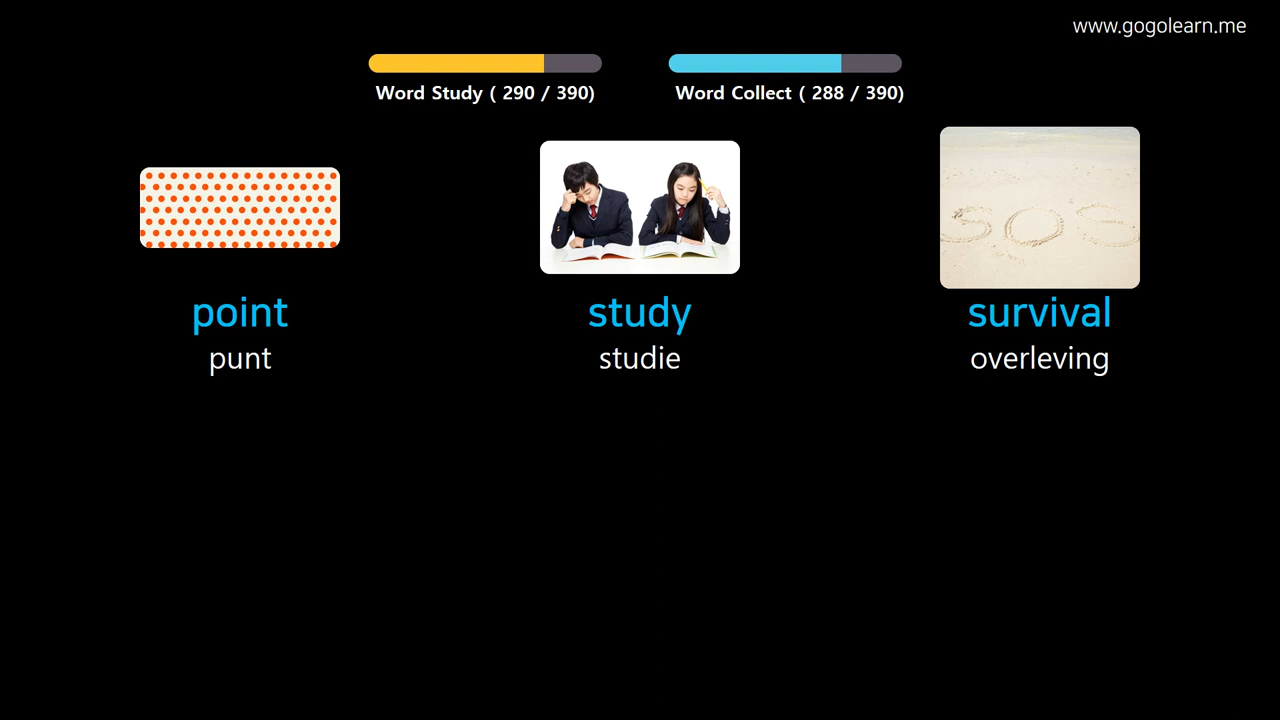 www.gogolearn.me
Word Study ( 290 / 390)
Word Collect ( 288 / 390)
SOS
point
study
survival
punt
studie
overleving